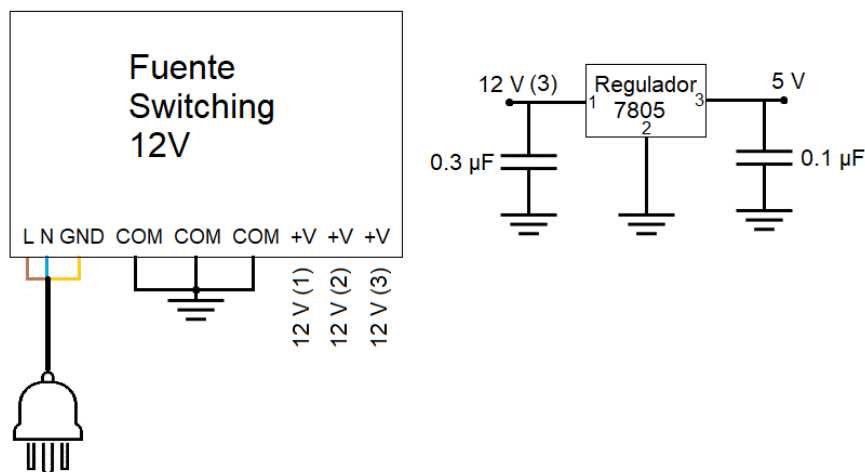 Fuente
Switching
12V
L N GND COM COM COM +V +V +V
12 V (1)
12 V (2)
12 V (3)
12 V (3)
Regulador
7805
1
2
3
5 V
0.3 µF
0.1 µF